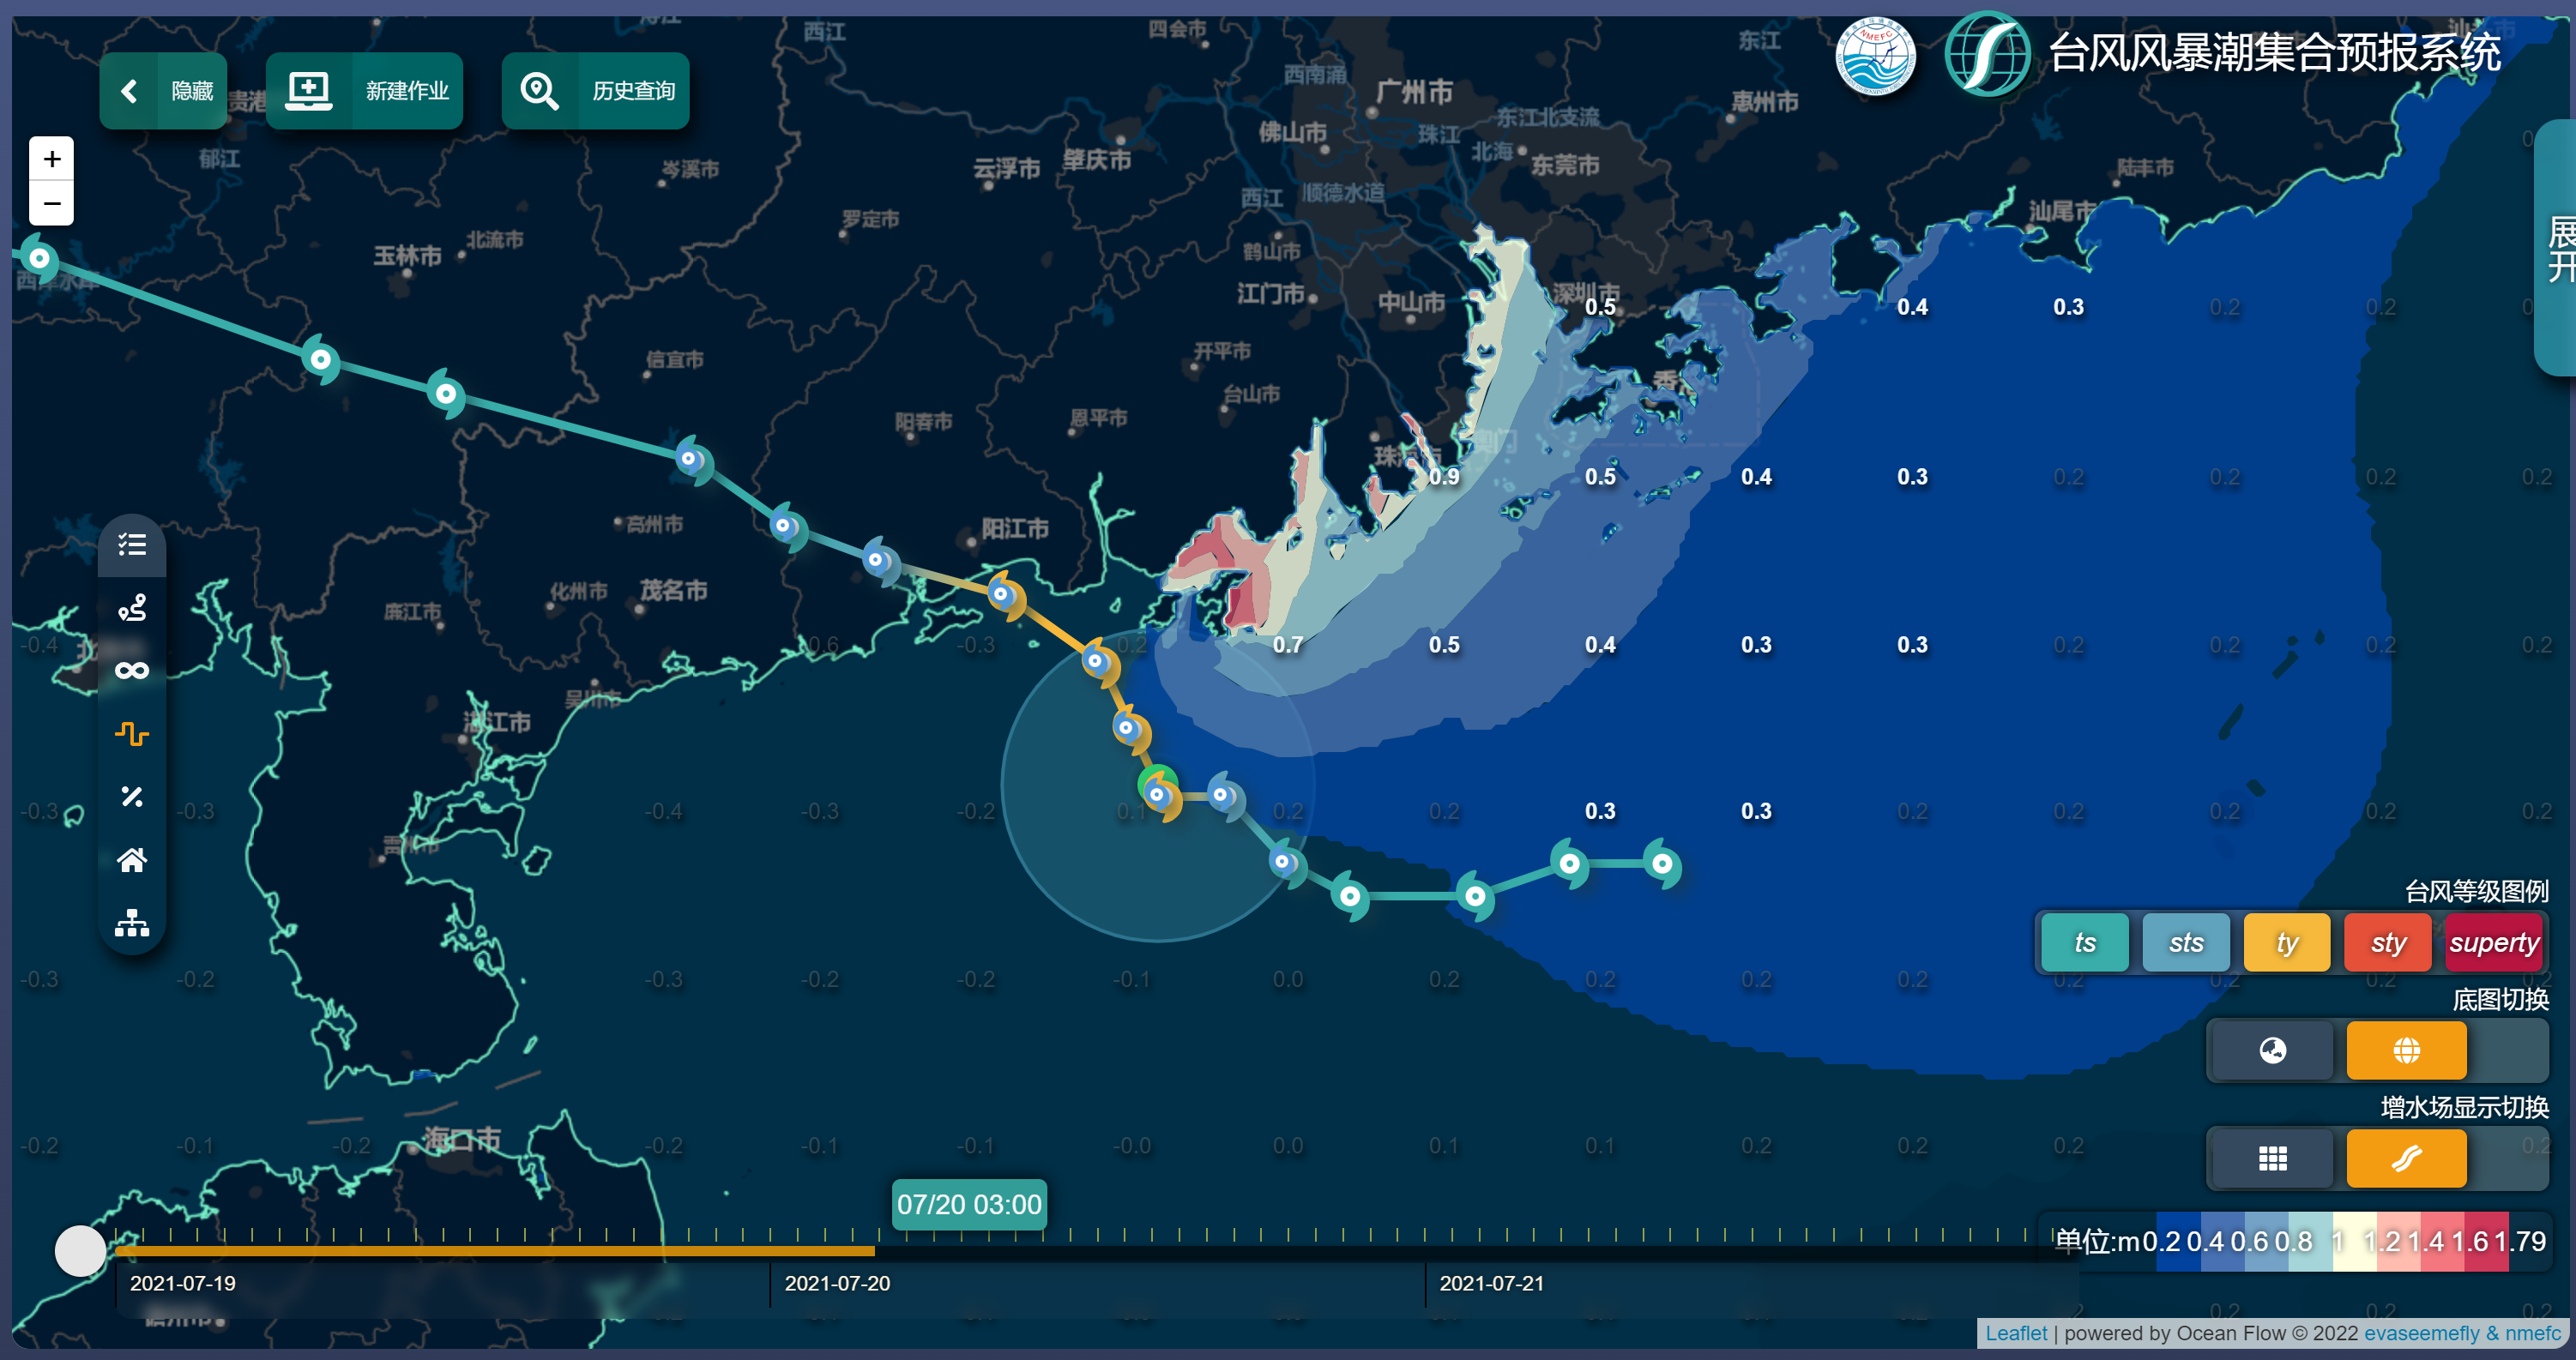 隐藏
新建作业
历史查询
NMEFC
台风风暴潮集合预报系统
+
−
展开
西江
四会市
东江
西南涌
广州市
惠州市
佛山市
珠江
东江北支流
北海
东莞市
郁江
岑溪市
云浮市
肇庆市
陆丰市
西江
顺德水道
罗定市
汕尾市
玉林市
北流市
鹤山市
江门市
中山市
深圳市
0.5 0.4 0.3 0.2 0.2
信宜市
开平市
台山市
阳春市
恩平市
澳门
0.9 0.5 0.4 0.3 0.2 0.2 0.2 0.2
高州市
阳江市
化州市
茂名市
廉江市
-0.4 0.6 -0.3 0.2 0.7 0.5 0.4 0.3 0.3 0.2 0.2 0.2 0.2
吴川市
湛江市
-0.3 -0.3 -0.4 -0.3 -0.2 0.1 0.2 0.2 0.3 0.3 0.2 0.2 0.2 0.2 0.2
雷州市
台风等级图例
ts sts ty sty superty
-0.3 -0.2 -0.3 -0.2 -0.2 -0.1 0.0 0.2 0.2 0.2 0.2 0.2 0.2 0.2
底图切换
增水场显示切换
海口市
-0.2 -0.1 -0.2 -0.2 -0.1 -0.1 -0.0 0.0 0.1 0.1 0.2 0.2 0.2 0.2
07/20 03:00
单位:m 0.2 0.4 0.6 0.8 1 1.2 1.4 1.6 1.79
2021-07-19
2021-07-20
2021-07-21
儋州市
Leaflet | powered by Ocean Flow © 2022 evaseemefly & nmefc